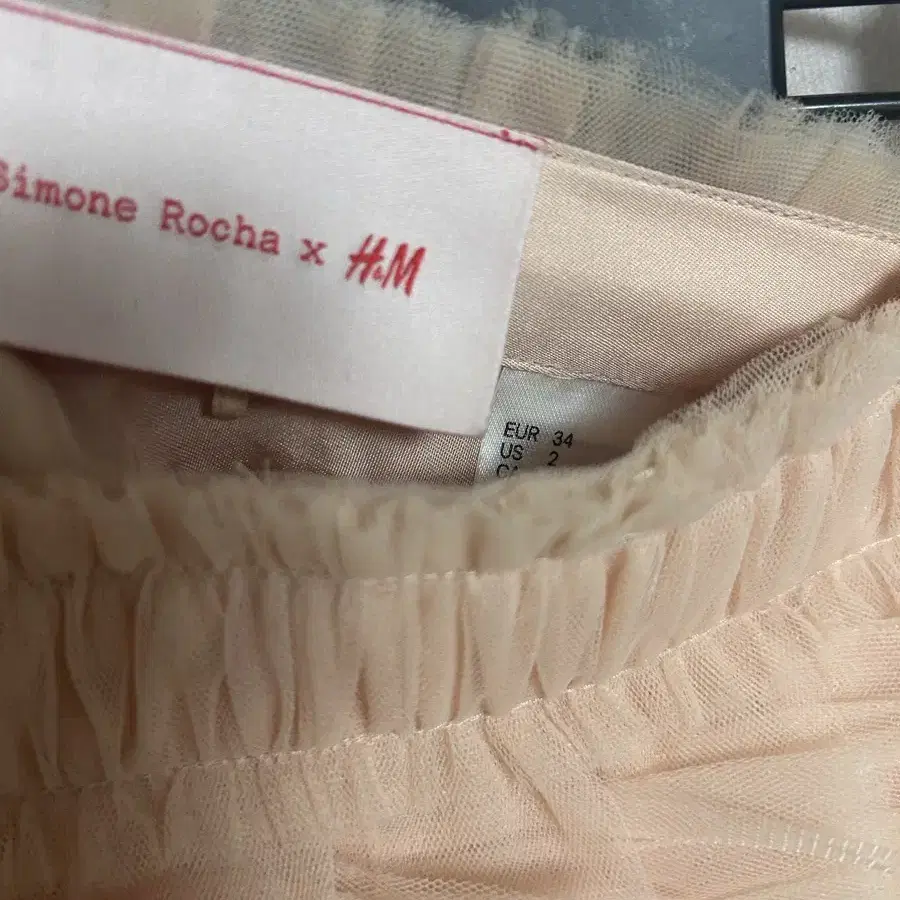 Simone Rocha x H&M
EUR 34
US 2